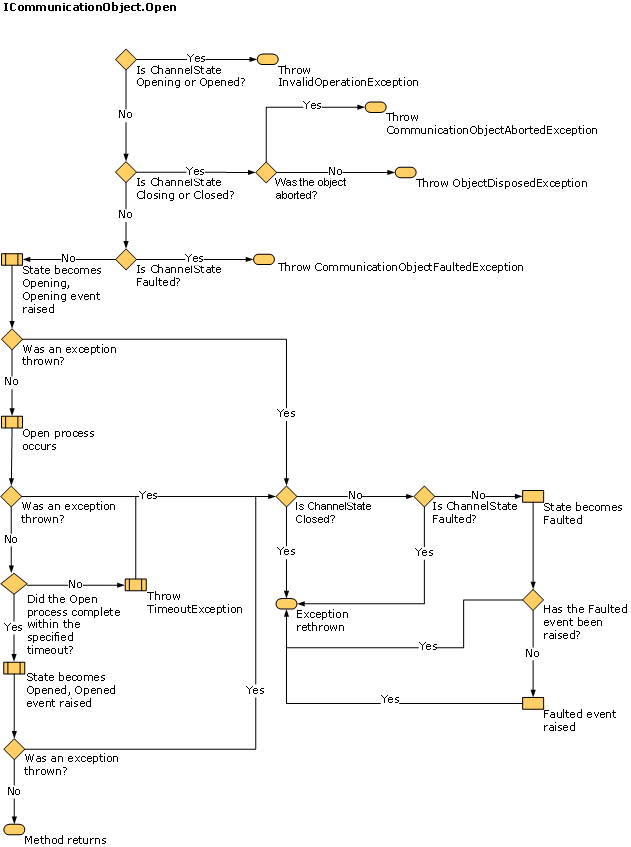 ICommunicationObject.Open
Yes
Is ChannelState
Opening or Opened?
Throw
InvalidOperationException
No
Yes
Throw
CommunicationObjectAbortedException
Yes
Is ChannelState
Closing or Closed?
No
Was the object
aborted?
Throw ObjectDisposedException
No
No
Yes
State becomes
Opening,
Opening event
raised
Is ChannelState
Faulted?
Throw CommunicationObjectFaultedException
Was an exception
thrown?
No
Yes
Open process
occurs
Was an exception
thrown?
Yes
Is ChannelState
Closed?
No
Is ChannelState
Faulted?
No
State becomes
Faulted
No
Yes
Yes
Did the Open
process complete
within the
specified
timeout?
No
Throw
TimeoutException
Exception
rethrown
Has the Faulted
event been
raised?
Yes
Yes
No
State becomes
Opened, Opened
event raised
Yes
Yes
Faulted event
raised
Was an exception
thrown?
No
Method returns